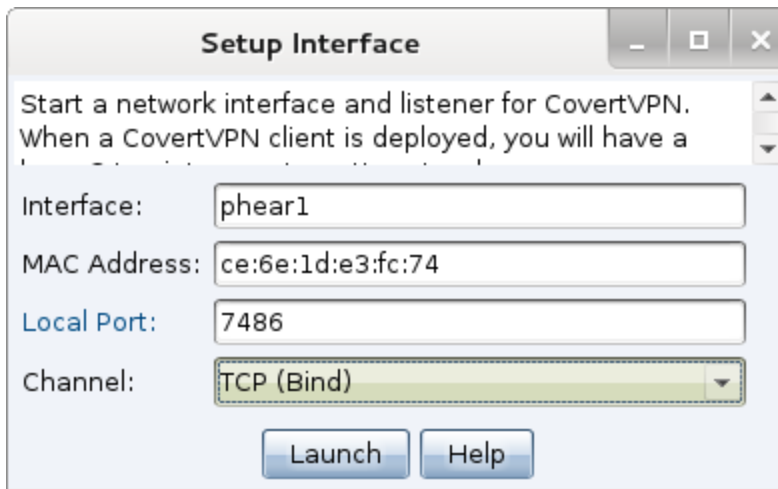 Setup Interface
Start a network interface and listener for CovertVPN.
When a CovertVPN client is deployed, you will have a
Interface: phear1
MAC Address: ce:6e:1d:e3:fc:74
Local Port: 7486
Channel: TCP (Bind)
Launch Help